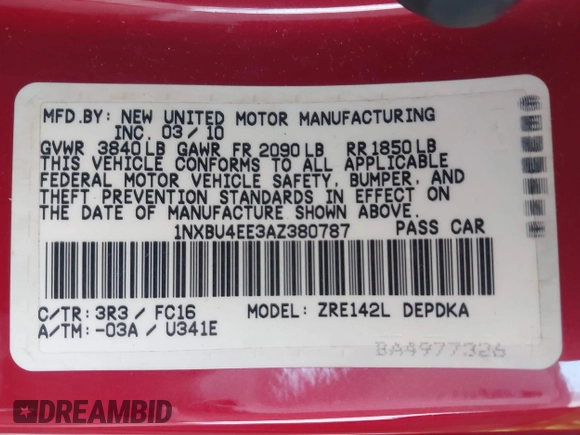 MFD.BY: NEW UNITED MOTOR MANUFACTURING
INC. 03/10
GVWR 3840LB GAWR FR 2090LB RR1850LB
THIS VEHICLE CONFORMS TO ALL APPLICABLE
FEDERAL MOTOR VEHICLE SAFETY, BUMPER, AND
THEFT PREVENTION STANDARDS IN EFFECT ON
THE DATE OF MANUFACTURE SHOWN ABOVE.
1NXBU4EE3AZ380787 PASS CAR
C/TR: 3R3 / FC16 MODEL: ZRE142L DEPDKA
A/TM: -03A / U341E
BA4977326
DREAMBID